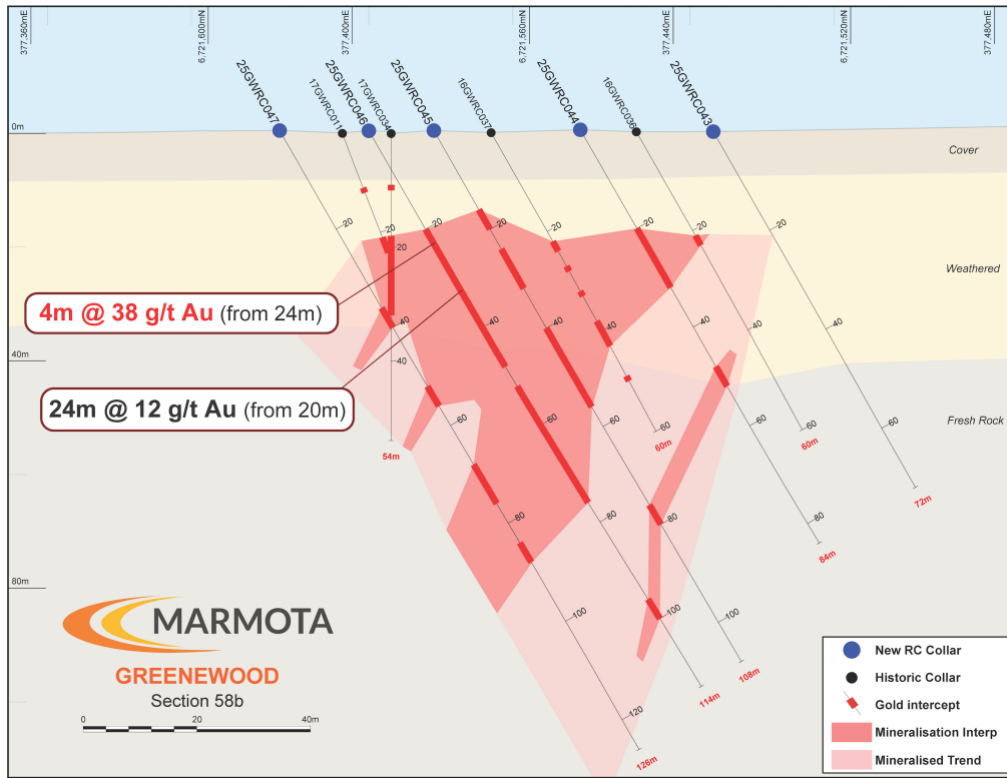 377,360mE
6,721,600mN
377,400mE
6,721,560mN
377,440mE
6,721,520mN
377,480mE
25GWRC047
17GWRC011
25GWRC046
17GWRC034
25GWRC045
16GWRC037
25GWRC044
16GWRC036
25GWRC043
0m
Cover
20
20
20
20
20
20
20
20
20
Weathered
4m @ 38 g/t Au (from 24m)
40
40
40
40
40
40
40
40
40m
40
24m @ 12 g/t Au (from 20m)
60
60
60
60
60
60
60
Fresh Rock
60m
60m
54m
72m
80
80
80
80
84m
80m
100
100
100
108m
114m
120
126m
MARMOTA
GREENEWOOD
Section 58b
0 20 40m
New RC Collar
Historic Collar
Gold intercept
Mineralisation Interp
Mineralised Trend